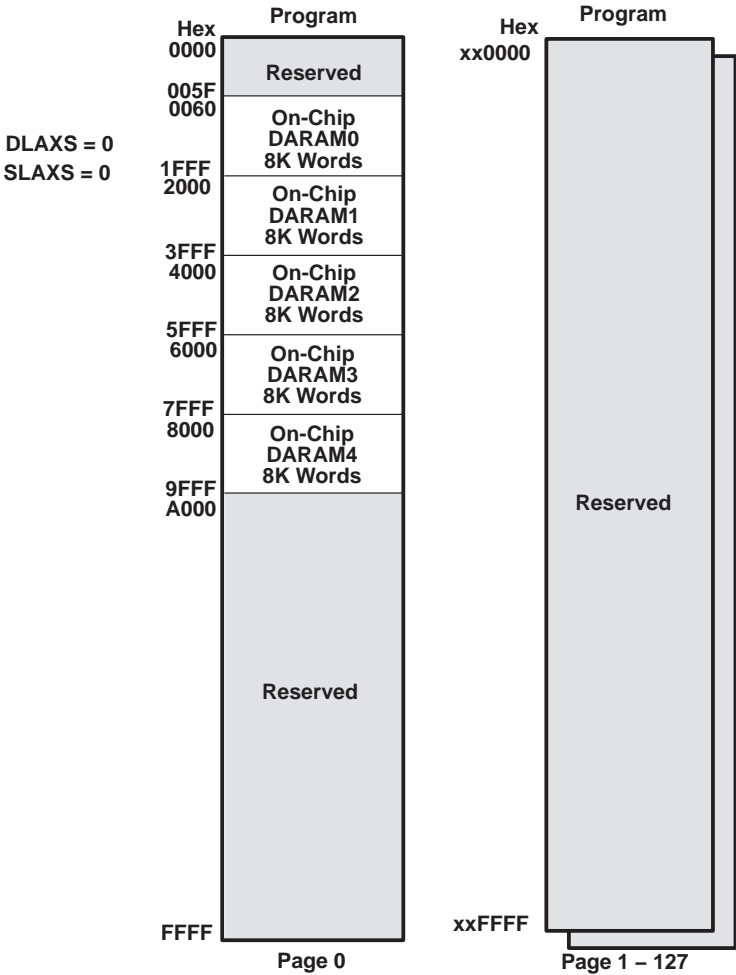 Program
Hex
0000
Reserved
005F
0060
On-Chip
DARAM0
8K Words
DLAXS = 0
SLAXS = 0
1FFF
2000
On-Chip
DARAM1
8K Words
3FFF
4000
On-Chip
DARAM2
8K Words
5FFF
6000
On-Chip
DARAM3
8K Words
7FFF
8000
On-Chip
DARAM4
8K Words
9FFF
A000
Reserved
FFFF
Page 0
Program
Hex
xx0000
Reserved
xxFFFF
Page 1 – 127